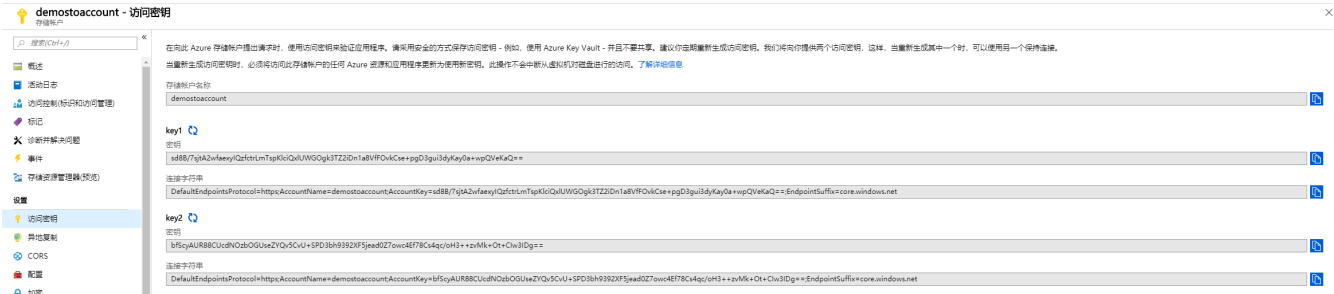 demostoaccount - 访问密钥
存储帐户
搜索(Ctrl+/)
概述
活动日志
访问控制(标识和访问管理)
标记
诊断并解决问题
事件
存储资源管理器(预览)
设置
访问密钥
异地复制
CORS
配置
加密
在向此 Azure 存储帐户提出请求时，使用访问密钥来验证应用程序。请采用安全的方式保存访问密钥 - 例如，使用 Azure Key Vault - 并且不要共享。建议你定期重新生成访问密钥。我们将向你提供两个访问密钥，这样，当重新生成其中一个时，可以使用另一个保持连接。
当重新生成访问密钥时，必须将访问此存储帐户的任何 Azure 资源和应用程序更新为使用新密钥。此操作不会中断从虚拟机对磁盘进行的访问。了解详细信息
存储帐户名称
demostoaccount
key1
密钥
sd8B/7sjtA2wfaexyIQzfctrLmTspKlciQxlUWGOgk3TZ2iDn1a8VfFOvkCse+pgD3gui3dyKay0a+wpQVeKaQ==
连接字符串
DefaultEndpointsProtocol=https;AccountName=demostoaccount;AccountKey=sd8B/7sjtA2wfaexyIQzfctrLmTspKlciQxlUWGOgk3TZ2iDn1a8VfFOvkCse+pgD3gui3dyKay0a+wpQVeKaQ==;EndpointSuffix=core.windows.net
key2
密钥
bfScyAUR88CUcdNOzbOGUseZYQv5CvU+SPD3bh9392XF5jead0Z7owc4Ef78Cs4qc/oH3++zvMk+Ot+CIw3IDg==
连接字符串
DefaultEndpointsProtocol=https;AccountName=demostoaccount;AccountKey=bfScyAUR88CUcdNOzbOGUseZYQv5CvU+SPD3bh9392XF5jead0Z7owc4Ef78Cs4qc/oH3++zvMk+Ot+CIw3IDg==;EndpointSuffix=core.windows.net